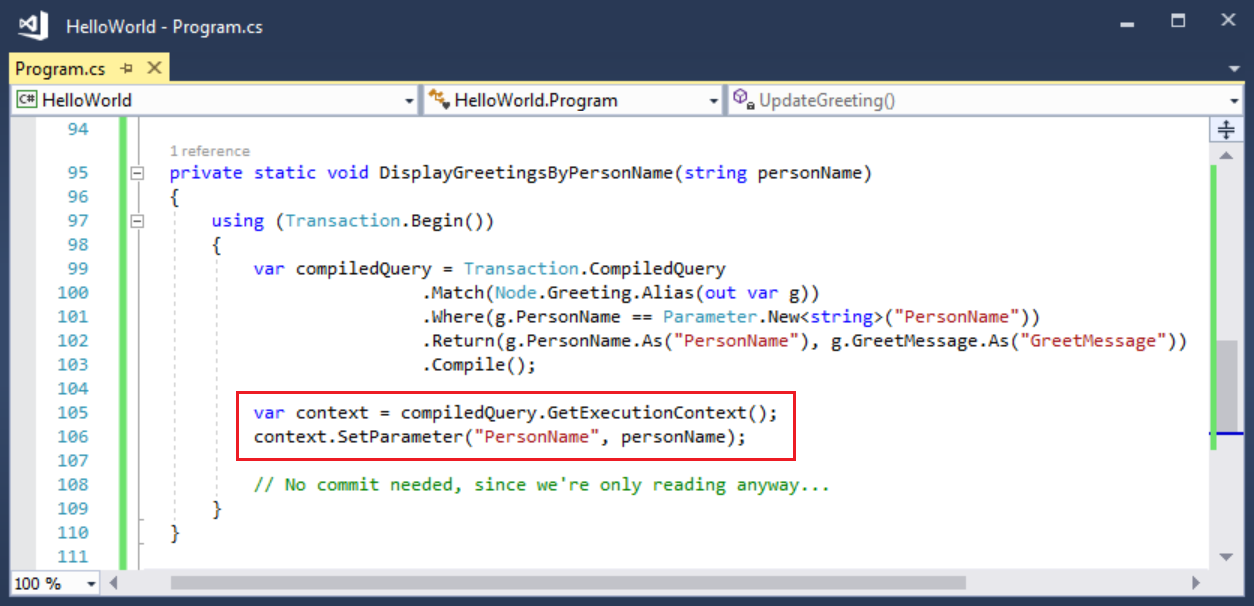 HelloWorld - Program.cs
Program.cs
C# HelloWorld HelloWorld.Program UpdateGreeting()
94
1 reference
95 private static void DisplayGreetingsByPersonName(string personName)
96 {
97 using (Transaction.Begin())
98 {
99 var compiledQuery = Transaction.CompiledQuery
100 .Match(Node.Greeting.Alias(out var g))
101 .Where(g.PersonName == Parameter.New<string>("PersonName"))
102 .Return(g.PersonName.As("PersonName"), g.GreetMessage.As("GreetMessage"))
103 .Compile();
104
105 var context = compiledQuery.GetExecutionContext();
106 context.SetParameter("PersonName", personName);
107
108 // No commit needed, since we're only reading anyway...
109 }
110 }
111
100 %